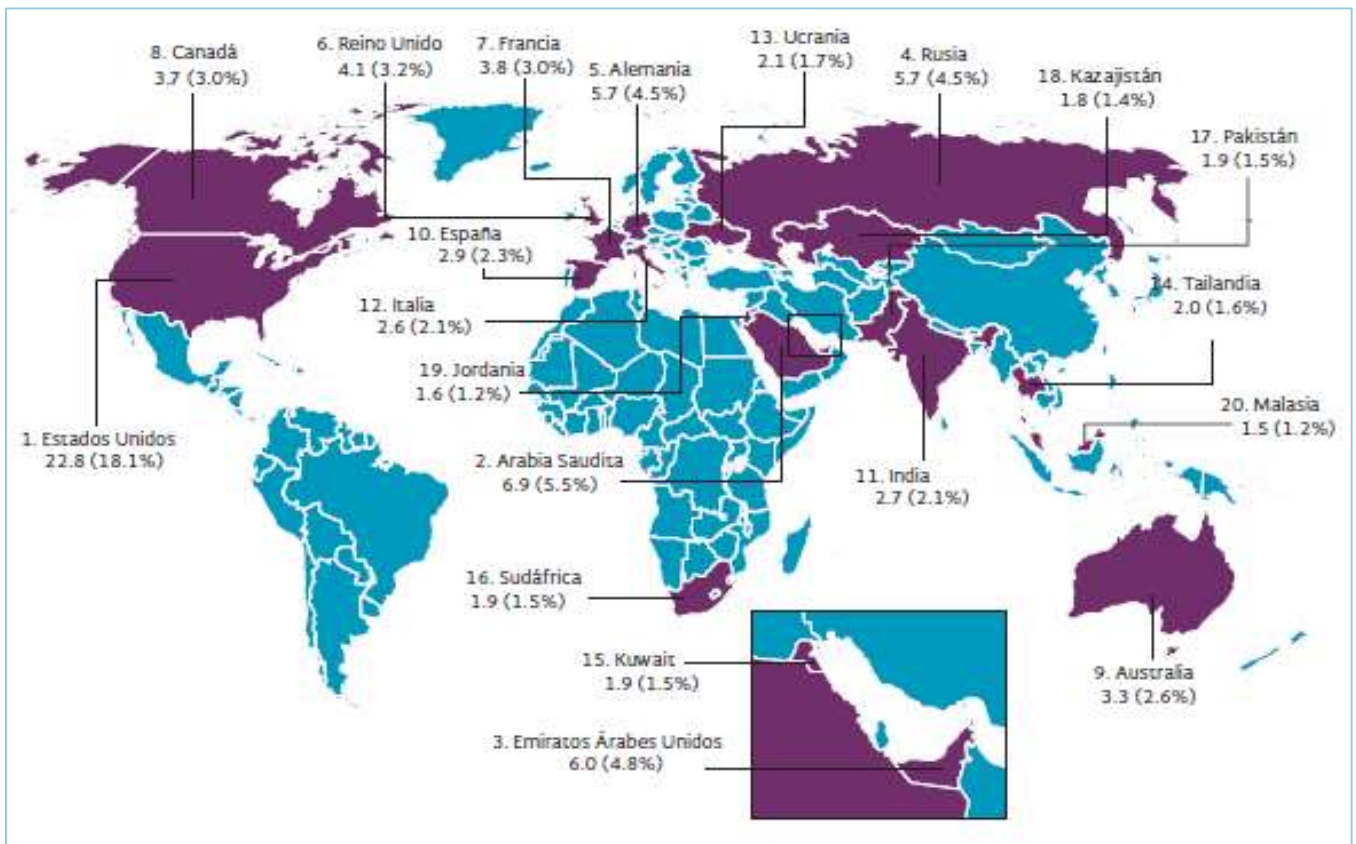 8. Canadá
3.7 (3.0%)
6. Reino Unido
4.1 (3.2%)
7. Francia
3.8 (3.0%)
5. Alemania
5.7 (4.5%)
13. Ucrania
2.1 (1.7%)
4. Rusia
5.7 (4.5%)
18. Kazajistán
1.8 (1.4%)
17. Pakistán
1.9 (1.5%)
10. España
2.9 (2.3%)
12. Italia
2.6 (2.1%)
14. Tailandia
2.0 (1.6%)
19. Jordania
1.6 (1.2%)
20. Malasia
1.5 (1.2%)
1. Estados Unidos
22.8 (18.1%)
2. Arabia Saudita
6.9 (5.5%)
11. India
2.7 (2.1%)
16. Sudáfrica
1.9 (1.5%)
15. Kuwait
1.9 (1.5%)
9. Australia
3.3 (2.6%)
3. Emiratos Árabes Unidos
6.0 (4.8%)